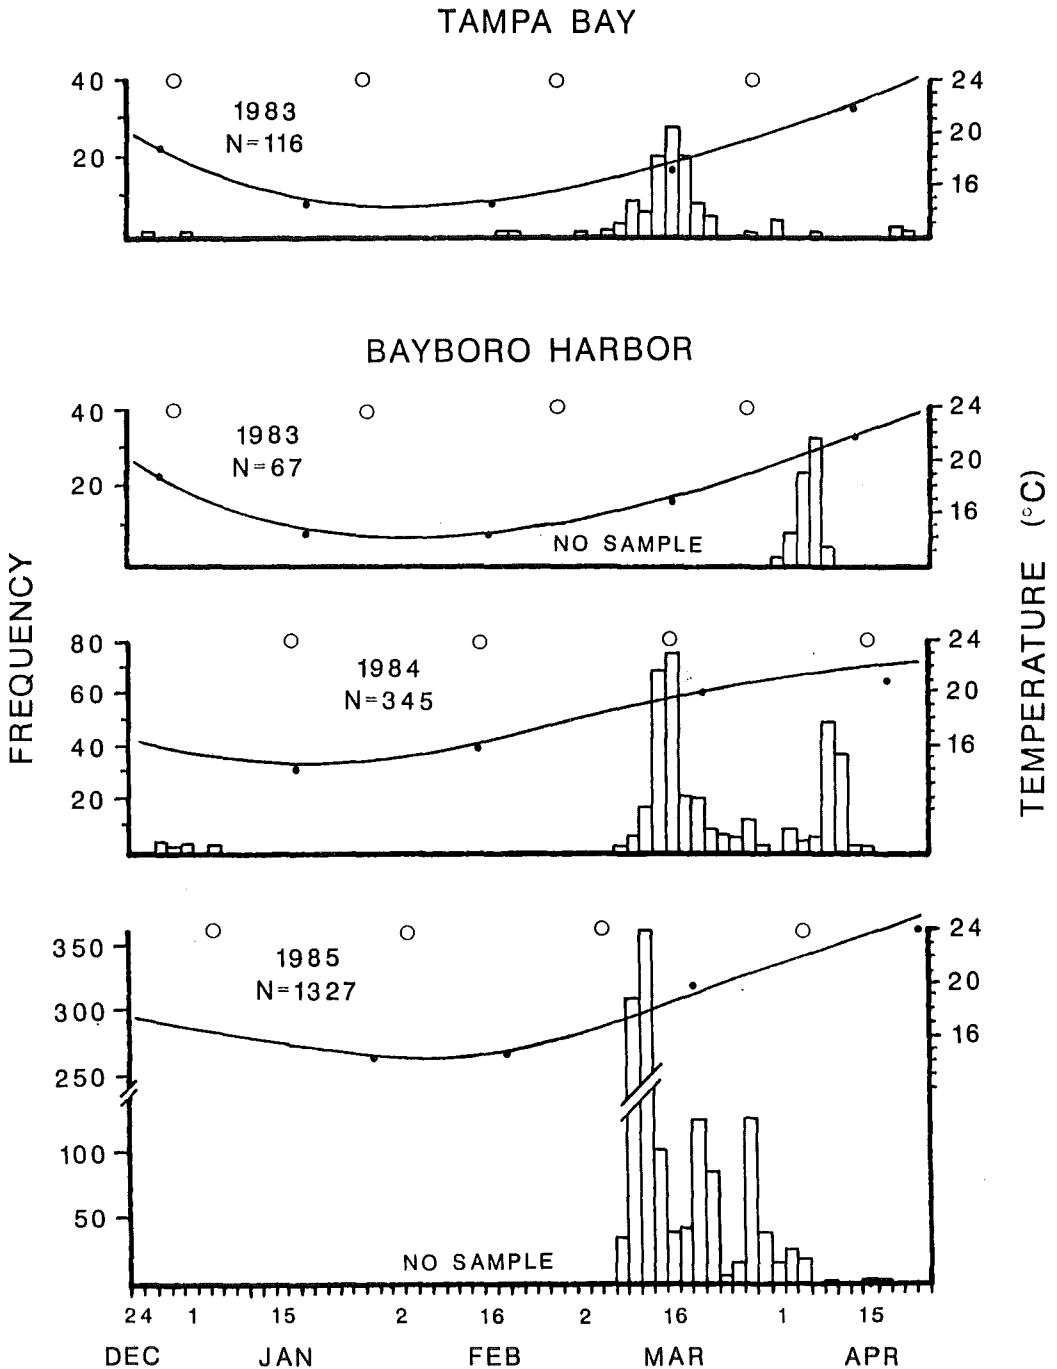 TAMPA BAY
40
20
1983
N=116
24
20
16
BAYBORO HARBOR
40
20
1983
N=67
NO SAMPLE
24
20
16
FREQUENCY
TEMPERATURE (°C)
80
60
40
20
1984
N=345
24
20
16
350
300
250
100
50
1985
N=1327
NO SAMPLE
24
20
16
24 1 15 2 16 2 16 1 15
DEC JAN FEB MAR APR